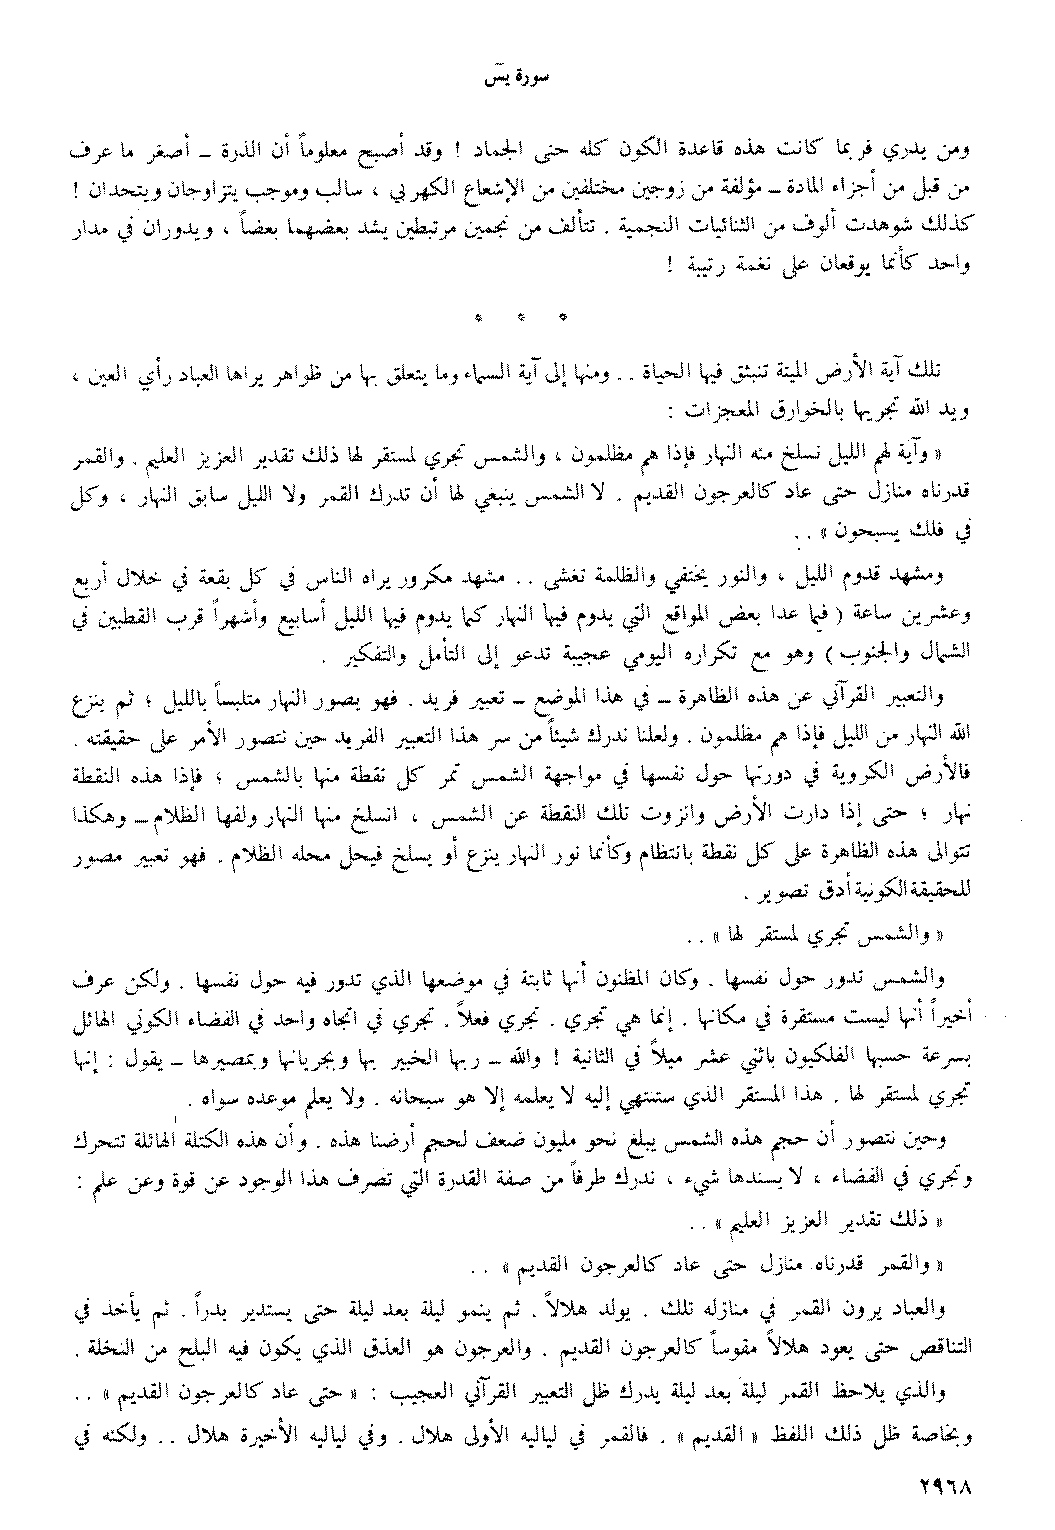 سورة يسٓ
ومن يدري فربما كانت هذه قاعدة الكون كله حتى الجماد ! وقد أصبح معلوماً أن الذرة ــ أصغر ما عرف
من قبل من أجزاء المادة ــ مؤلفة من زوجين مختلفين من الإشعاع الكهربي ، سالب وموجب يتزاوجان ويتحدان !
كذلك شوهدت ألوف من الثنائيات النجمية . تتألف من نجمين مرتبطين يشد بعضهما بعضاً ، ويدوران في مدار
واحد كأنما يوقعان على نغمة رتيبة !
* * *
تلك آية الأرض الميتة تنبثق فيها الحياة .. ومنها إلى آية السماء وما يتعلق بها من ظواهر يراها العباد رأي العين ،
ويد الله تجريها بالخوارق المعجزات :
« وآية لهم الليل نسلخ منه النهار فإذا هم مظلمون ، والشمس تجري لمستقر لها ذلك تقدير العزيز العليم . والقمر
قدرناه منازل حتى عاد كالعرجون القديم . لا الشمس ينبغي لها أن تدرك القمر ولا الليل سابق النهار ، وكل
في فلك يسبحون » ..
ومشهد قدوم الليل ، والنور يختفي والظلمة تغشى .. مشهد مكرور يراه الناس في كل بقعة في خلال أربع
وعشرين ساعة ( فيما عدا بعض المواقع التي يدوم فيها النهار كما يدوم فيها الليل أسابيع وأشهراً قرب القطبين في
الشمال والجنوب ) وهو مع تكراره اليومي عجيبة تدعو إلى التأمل والتفكير .
والتعبير القرآني عن هذه الظاهرة ــ في هذا الموضع ــ تعبير فريد . فهو يصور النهار متلبساً بالليل ؛ ثم ينزع
الله النهار من الليل فإذا هم مظلمون . ولعلنا ندرك شيئاً من سر هذا التعبير الفريد حين نتصور الأمر على حقيقته .
فالأرض الكروية في دورتها حول نفسها في مواجهة الشمس تمر كل نقطة منها بالشمس ؛ فإذا هذه النقطة
نهار ؛ حتى إذا دارت الأرض وانزوت تلك النقطة عن الشمس ، انسلخ منها النهار ولفها الظلام ــ وهكذا
تتوالى هذه الظاهرة على كل نقطة بانتظام وكأنما نور النهار ينزع أو يسلخ فيحل محله الظلام . فهو تعبير مصور
للحقيقة الكونية أدق تصوير .
« والشمس تجري لمستقر لها » ..
والشمس تدور حول نفسها . وكان المظنون أنها ثابتة في موضعها الذي تدور فيه حول نفسها . ولكن عرف
أخيراً أنها ليست مستقرة في مكانها . إنما هي تجري . تجري فعلاً . تجري في اتجاه واحد في الفضاء الكوني الهائل
بسرعة حسبها الفلكيون باثني عشر ميلاً في الثانية ! والله ــ ربها الخبير بها وبجريانها وبمصيرها ــ يقول : إنها
تجري لمستقر لها . هذا المستقر الذي ستنتهي إليه لا يعلمه إلا هو سبحانه . ولا يعلم موعده سواه .
وحين نتصور أن حجم هذه الشمس يبلغ نحو مليون ضعف لحجم أرضنا هذه . وأن هذه الكتلة الهائلة تتحرك
وتجري في الفضاء ، لا يسندها شيء ، ندرك طرفاً من صفة القدرة التي تصرف هذا الوجود عن قوة وعن علم :
« ذلك تقدير العزيز العليم » ..
« والقمر قدرناه منازل حتى عاد كالعرجون القديم » ..
والعباد يرون القمر في منازله تلك . يولد هلالاً . ثم ينمو ليلة بعد ليلة حتى يستدير بدراً . ثم يأخذ في
التناقص حتى يعود هلالاً مقوساً كالعرجون القديم . والعرجون هو العذق الذي يكون فيه البلح من النخلة .
والذي يلاحظ القمر ليلة بعد ليلة يدرك ظل التعبير القرآني العجيب : « حتى عاد كالعرجون القديم » ..
وبخاصة ظل ذلك اللفظ « القديم » . فالقمر في لياليه الأولى هلال . وفي لياليه الأخيرة هلال .. ولكنه في
٢٩٦٨